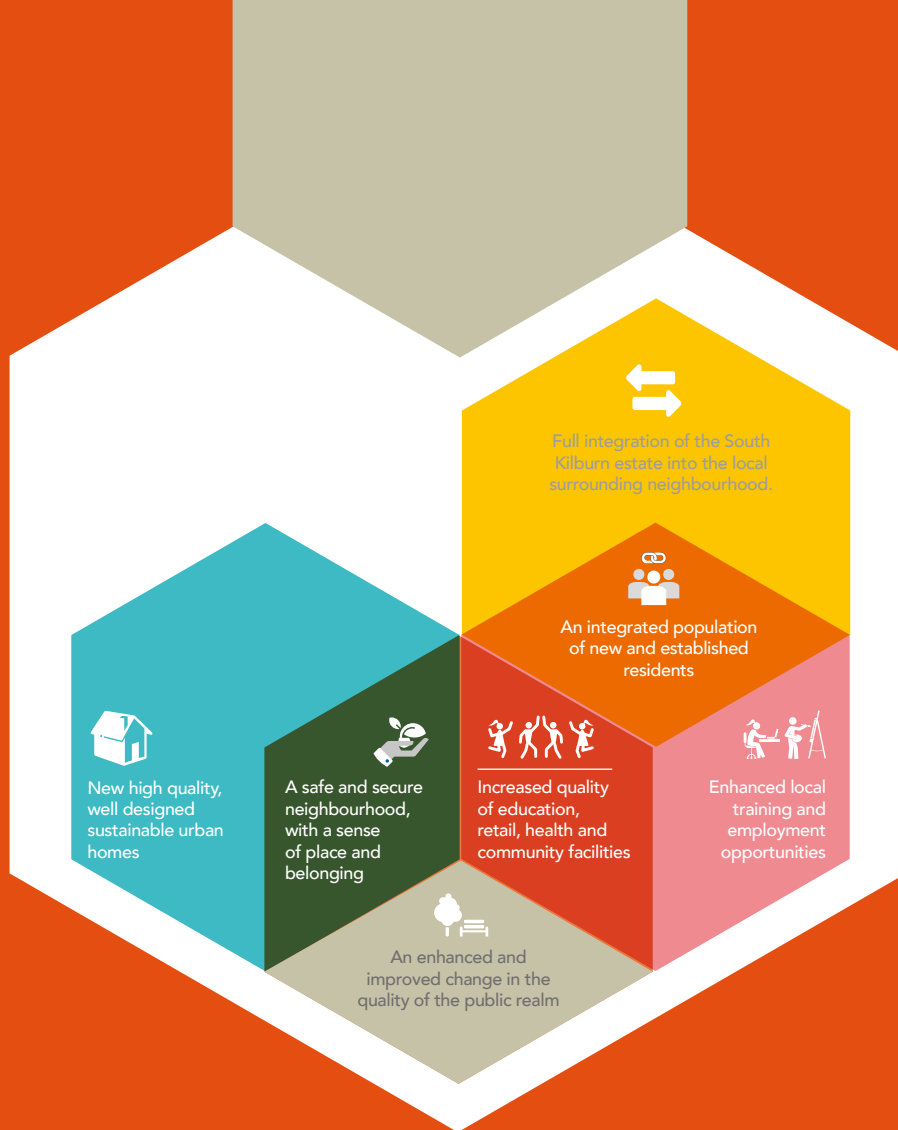 Full integration of the South
Kilburn estate into the local
surrounding neighbourhood.
An integrated population
of new and established
residents
New high quality,
well designed
sustainable urban
homes
A safe and secure
neighbourhood,
with a sense
of place and
belonging
Increased quality
of education,
retail, health and
community facilities
Enhanced local
training and
employment
opportunities
An enhanced and
improved change in the
quality of the public realm